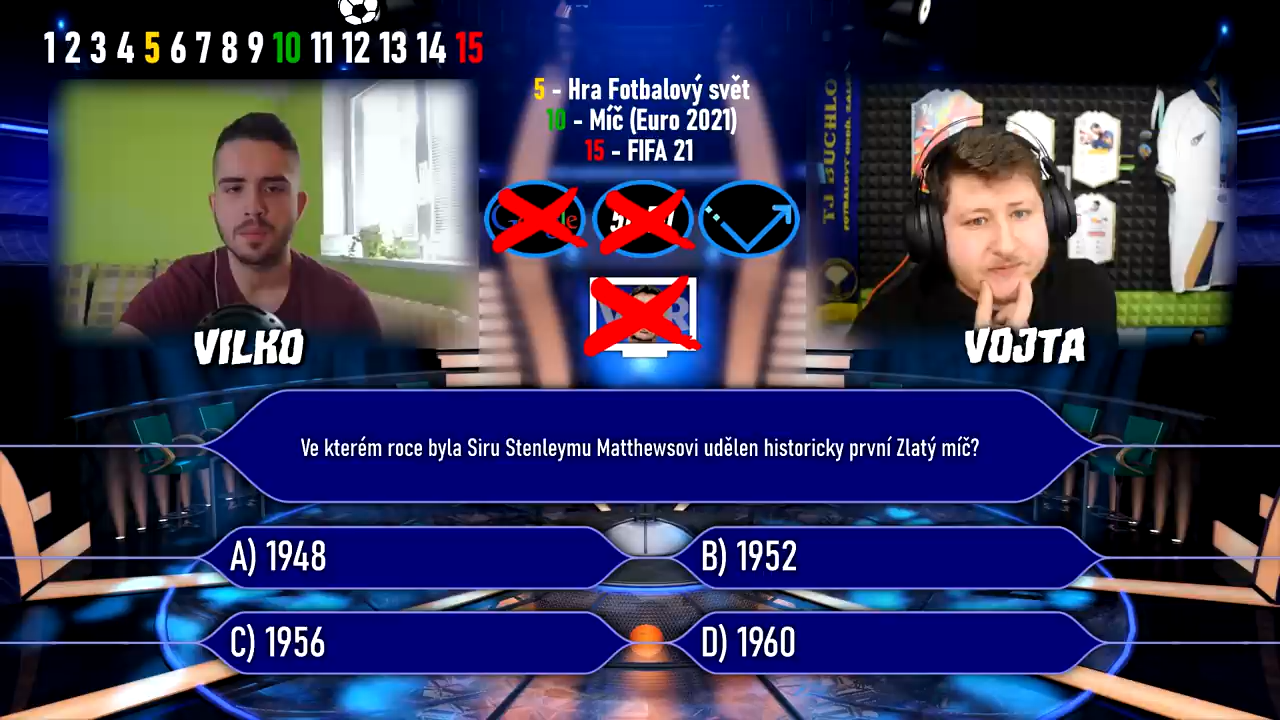 1 2 3 4 5 6 7 8 9 10 11 12 13 14 15
5 - Hra Fotbalový svět
10 - Míč (Euro 2021)
15 - FIFA 21
TJ BUCHLO
VILKO
VOJTA
Ve kterém roce byla Siru Stenleymu Matthewsovi udělen historicky první Zlatý míč?
A) 1948
B) 1952
C) 1956
D) 1960